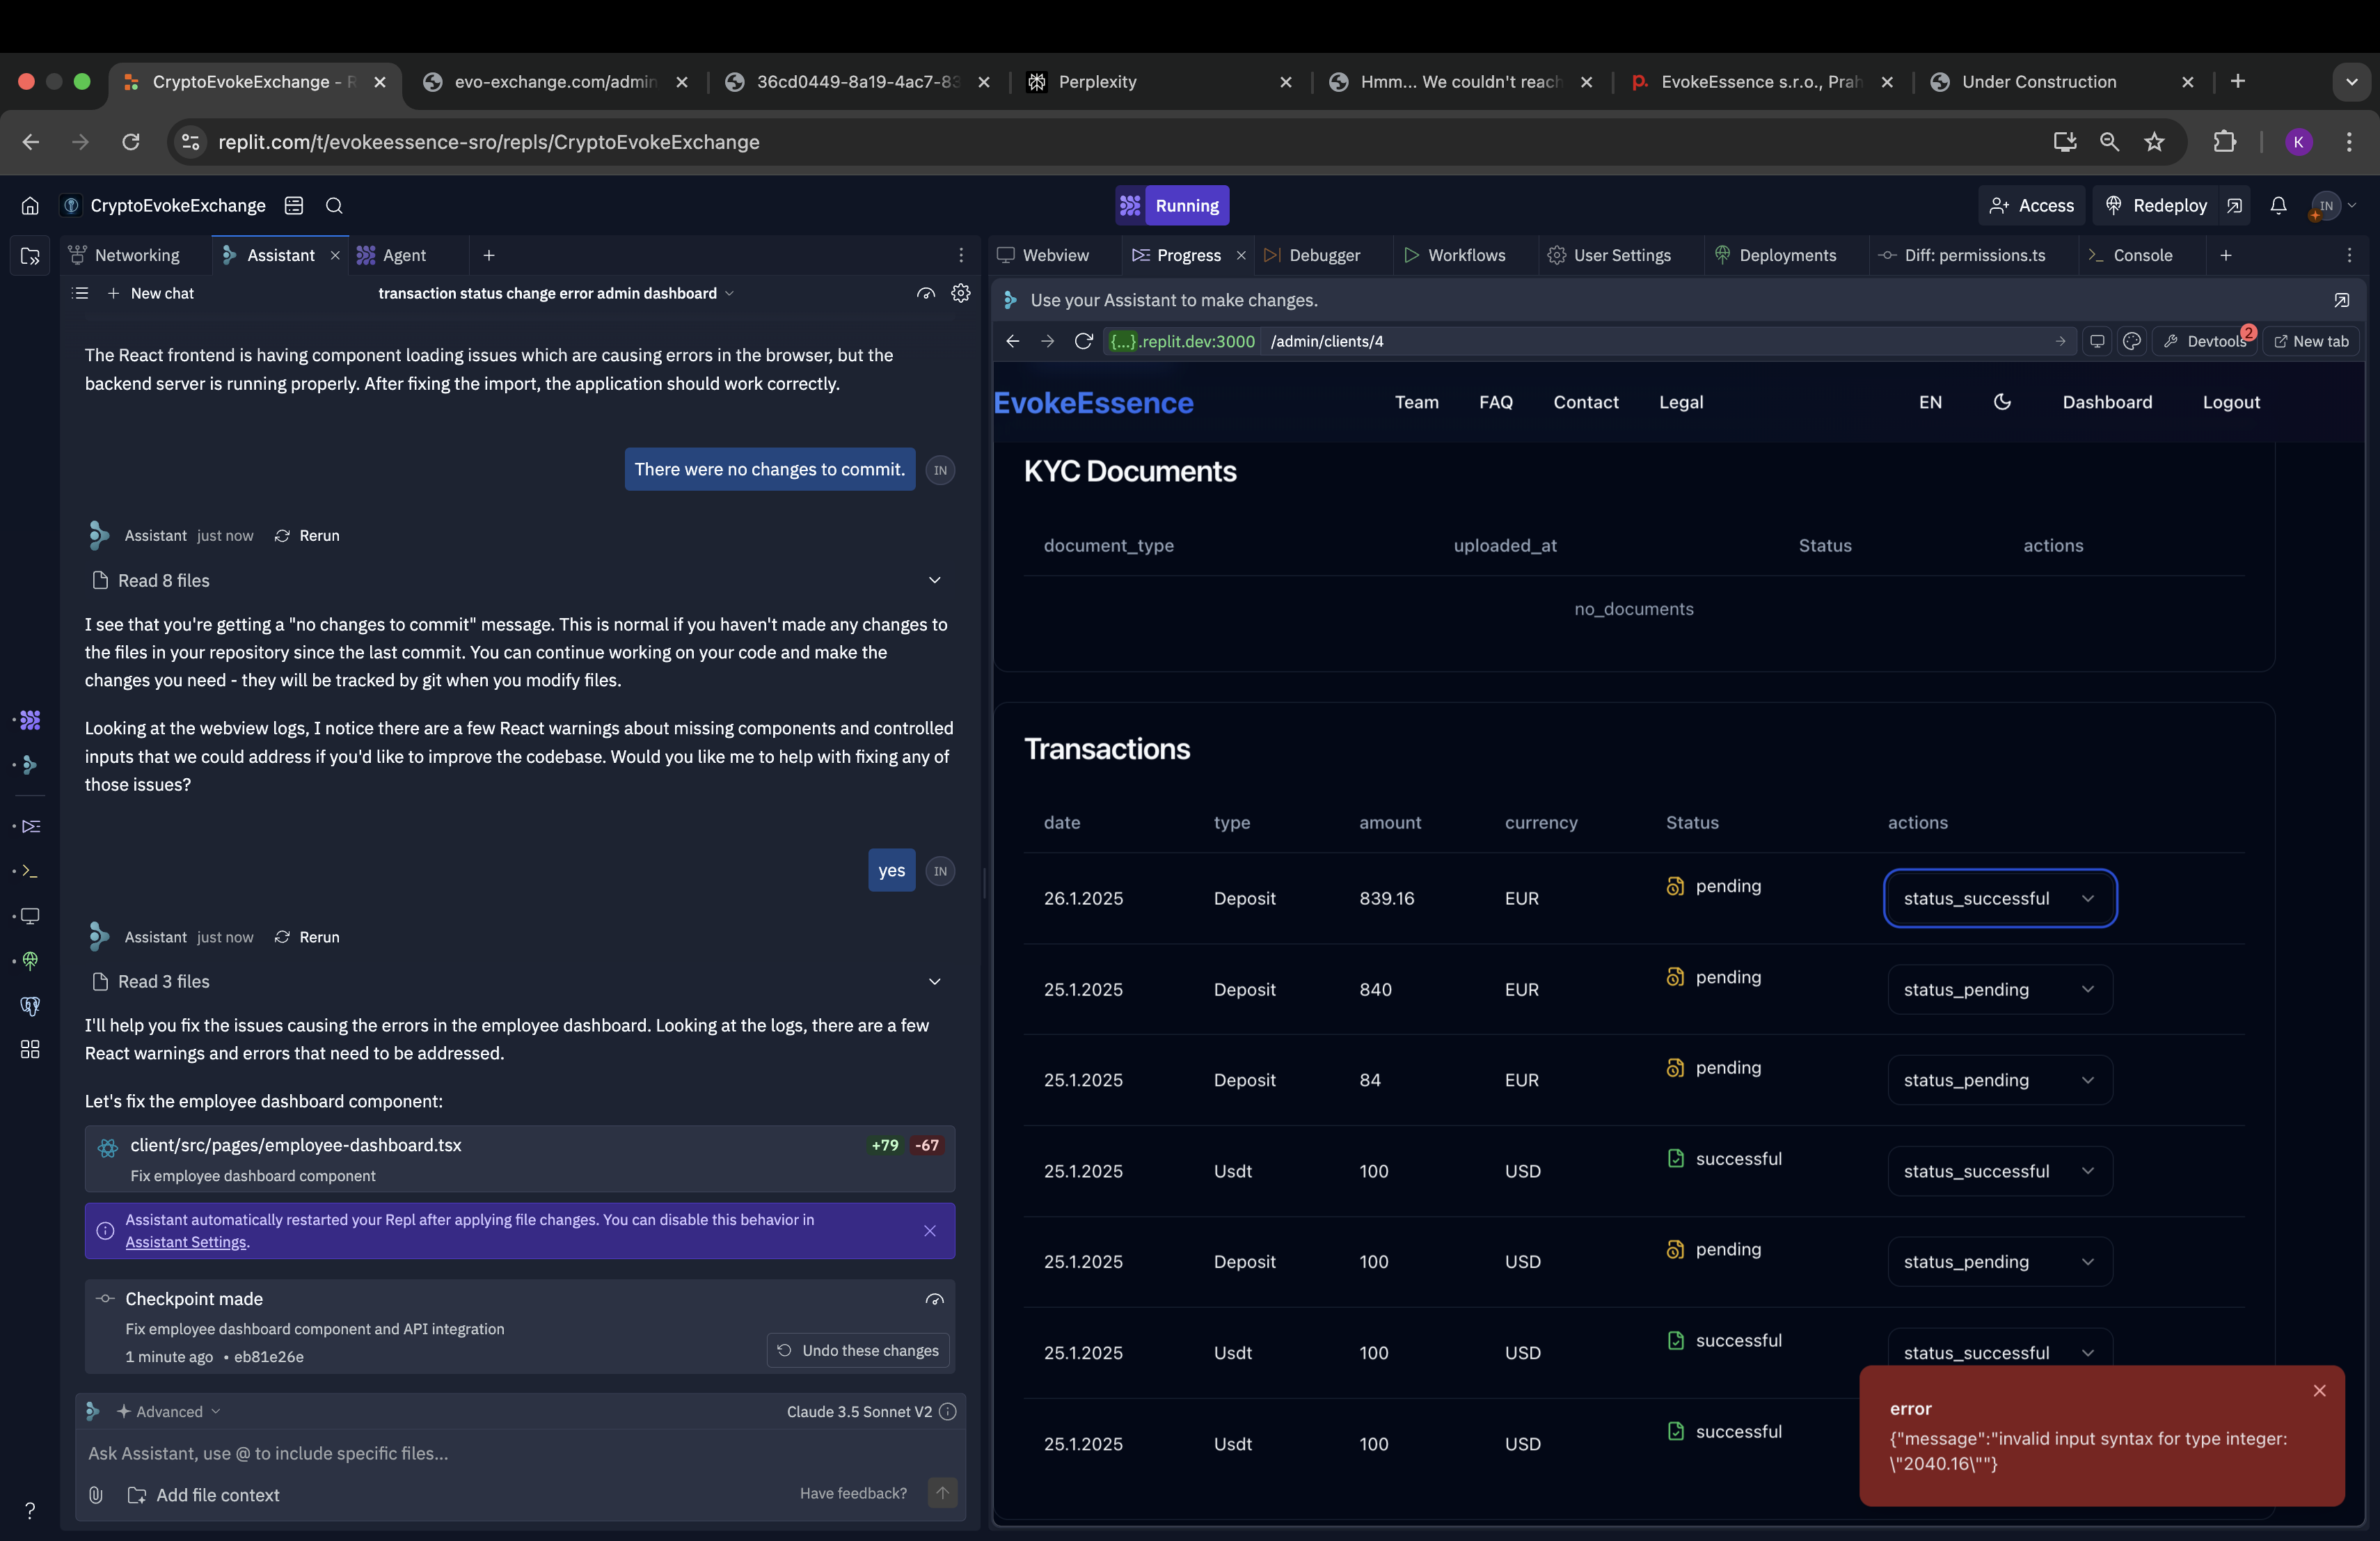 CryptoEvokeExchange - R
evo-exchange.com/admin
36cd0449-8a19-4ac7-83
Perplexity
Hmm... We couldn't reach
EvokeEssence s.r.o., Prah
Under Construction
replit.com/t/evokeessence-sro/repls/CryptoEvokeExchange
K
CryptoEvokeExchange
Running
Access
Redeploy
IN
Networking
Assistant
Agent
Webview
Progress
Debugger
Workflows
User Settings
Deployments
Diff: permissions.ts
Console
New chat
transaction status change error admin dashboard
Use your Assistant to make changes.
{...}.replit.dev:3000
/admin/clients/4
Devtools
2
New tab
The React frontend is having component loading issues which are causing errors in the browser, but the
backend server is running properly. After fixing the import, the application should work correctly.
There were no changes to commit.
IN
Assistant just now
Rerun
Read 8 files
I see that you're getting a "no changes to commit" message. This is normal if you haven't made any changes to
the files in your repository since the last commit. You can continue working on your code and make the
changes you need - they will be tracked by git when you modify files.
Looking at the webview logs, I notice there are a few React warnings about missing components and controlled
inputs that we could address if you'd like to improve the codebase. Would you like me to help with fixing any of
those issues?
yes
IN
Assistant just now
Rerun
Read 3 files
I'll help you fix the issues causing the errors in the employee dashboard. Looking at the logs, there are a few
React warnings and errors that need to be addressed.
Let's fix the employee dashboard component:
client/src/pages/employee-dashboard.tsx
+79 -67
Fix employee dashboard component
Assistant automatically restarted your Repl after applying file changes. You can disable this behavior in
Assistant Settings.
Checkpoint made
Fix employee dashboard component and API integration
1 minute ago • eb81e26e
Undo these changes
Advanced
Claude 3.5 Sonnet V2
Ask Assistant, use @ to include specific files...
Add file context
Have feedback?
?
EvokeEssence
Team
FAQ
Contact
Legal
EN
Dashboard
Logout
KYC Documents
document_type uploaded_at Status actions
no_documents
Transactions
date type amount currency Status actions
26.1.2025 Deposit 839.16 EUR pending status_successful
25.1.2025 Deposit 840 EUR pending status_pending
25.1.2025 Deposit 84 EUR pending status_pending
25.1.2025 Usdt 100 USD successful status_successful
25.1.2025 Deposit 100 USD pending status_pending
25.1.2025 Usdt 100 USD successful status_successful
25.1.2025 Usdt 100 USD successful
error
{"message":"invalid input syntax for type integer:
\"2040.16\""}